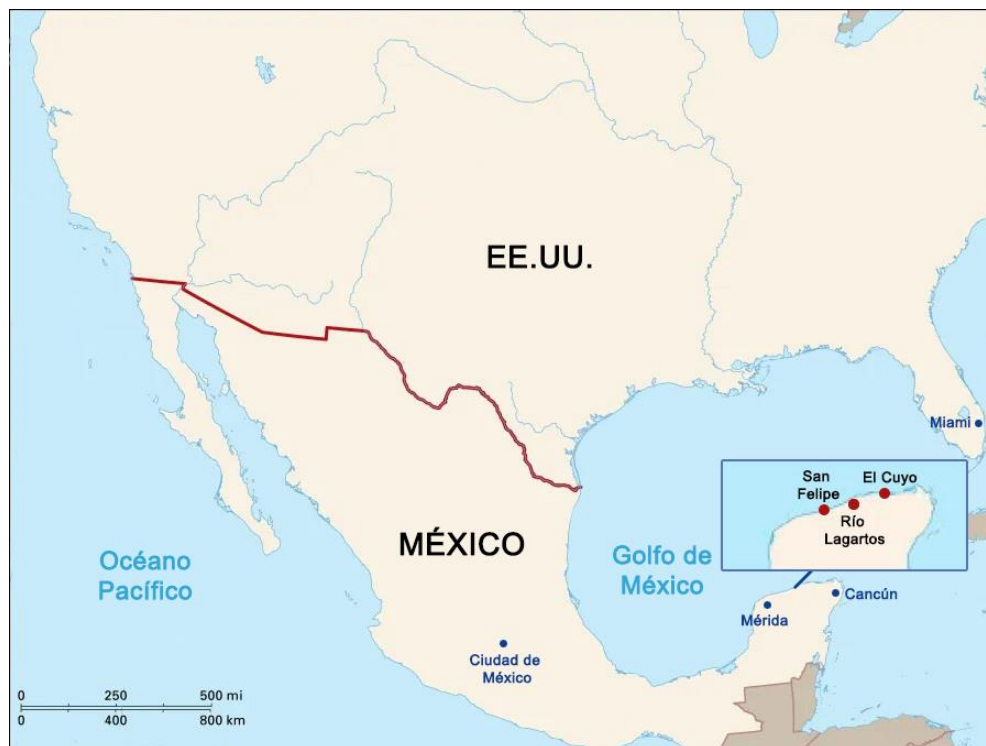 EE.UU.
Miami
San
Felipe
El Cuyo
Río
Lagartos
MÉXICO
Océano
Pacífico
Golfo de
México
Cancún
Mérida
Ciudad de
México
0 250 500 mi
0 400 800 km